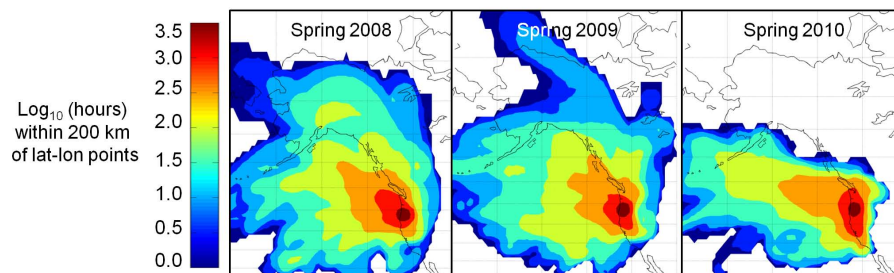 Spring 2008
Spring 2009
Spring 2010
Log₁₀ (hours)
within 200 km
of lat-lon points
3.5
3.0
2.5
2.0
1.5
1.0
0.5
0.0